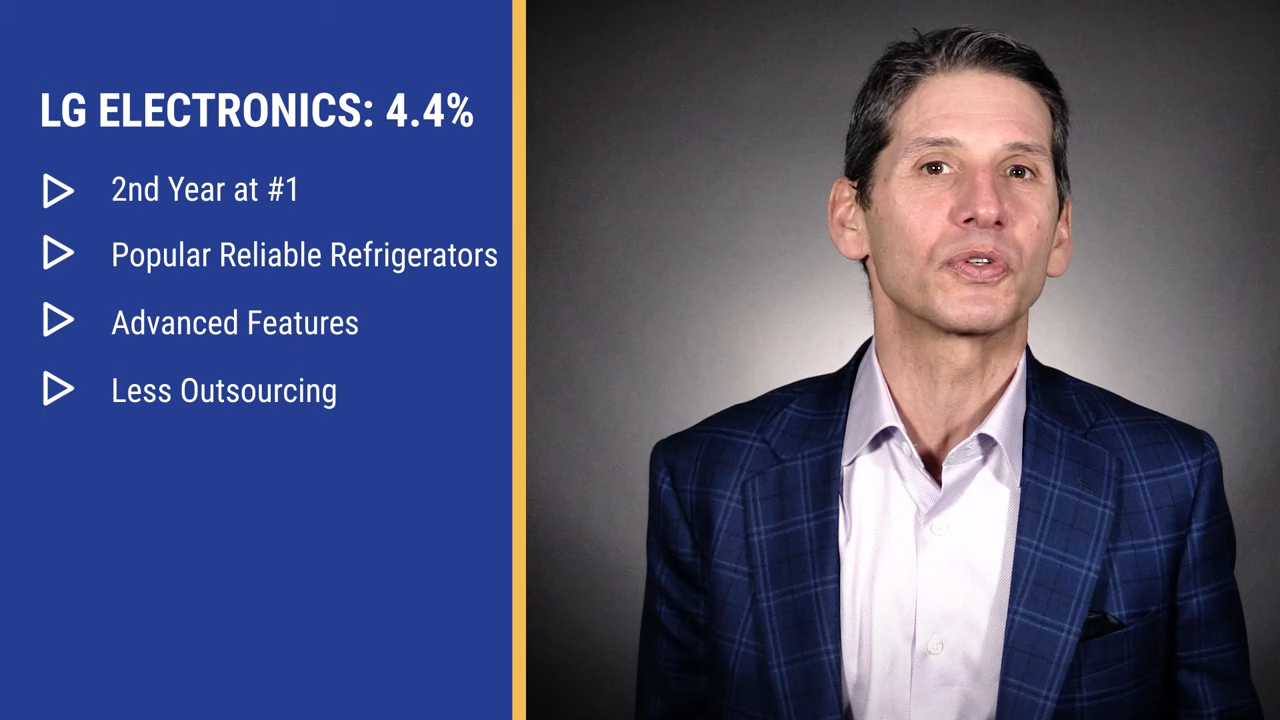 LG ELECTRONICS: 4.4%
2nd Year at #1
Popular Reliable Refrigerators
Advanced Features
Less Outsourcing